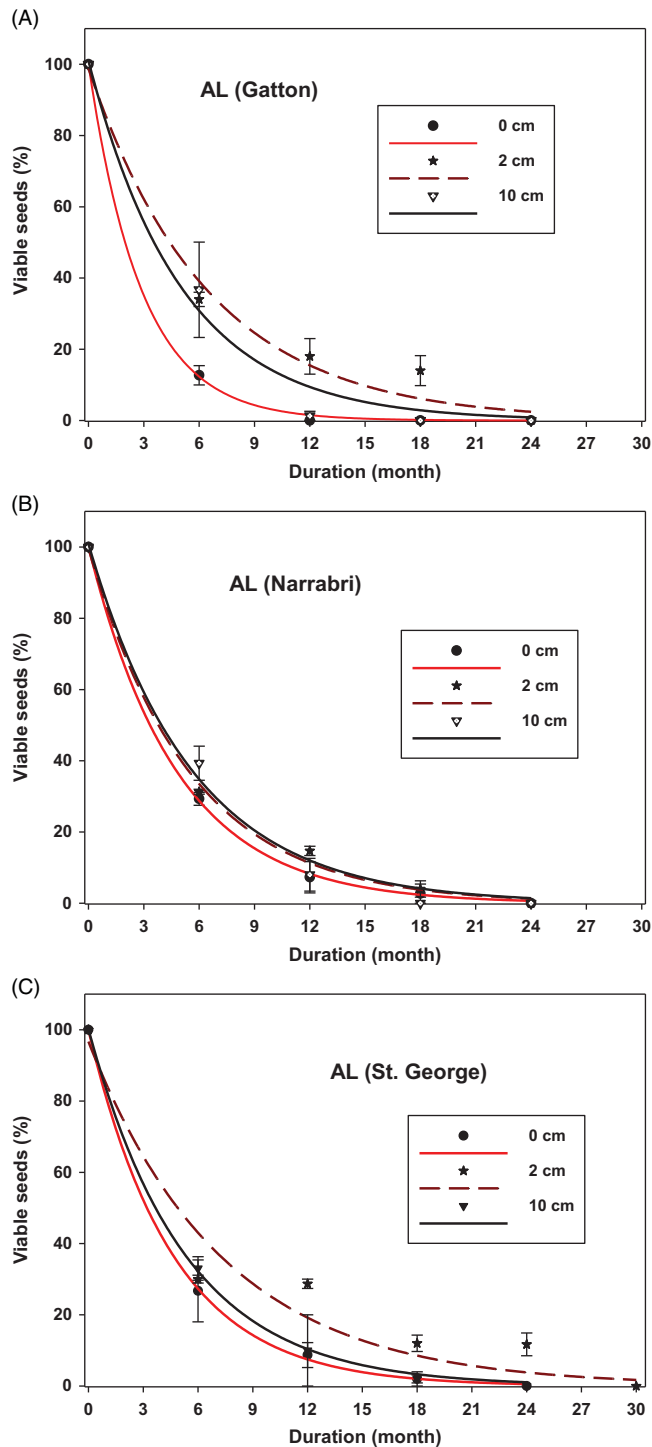 (A)
AL (Gatton)
0 cm
2 cm
10 cm
Viable seeds (%)
100
80
60
40
20
0
0 3 6 9 12 15 18 21 24 27 30
Duration (month)
(B)
AL (Narrabri)
0 cm
2 cm
10 cm
Viable seeds (%)
100
80
60
40
20
0
0 3 6 9 12 15 18 21 24 27 30
Duration (month)
(C)
AL (St. George)
0 cm
2 cm
10 cm
Viable seeds (%)
100
80
60
40
20
0
0 3 6 9 12 15 18 21 24 27 30
Duration (month)